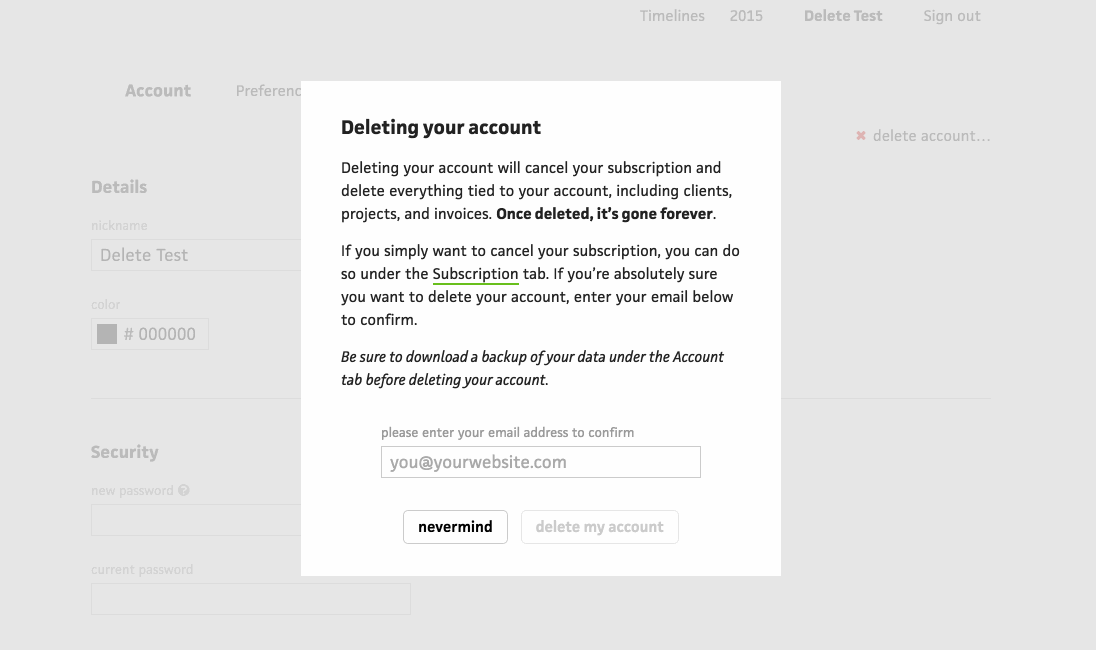 Timelines 2015 Delete Test Sign out
Account
Deleting your account
✖ delete account…
Deleting your account will cancel your subscription and
delete everything tied to your account, including clients,
projects, and invoices. Once deleted, it’s gone forever.
If you simply want to cancel your subscription, you can do
so under the Subscription tab. If you’re absolutely sure
you want to delete your account, enter your email below
to confirm.
Be sure to download a backup of your data under the Account
tab before deleting your account.
please enter your email address to confirm
you@yourwebsite.com
nevermind delete my account
Details
nickname
Delete Test
color
# 000000
Security
new password
current password